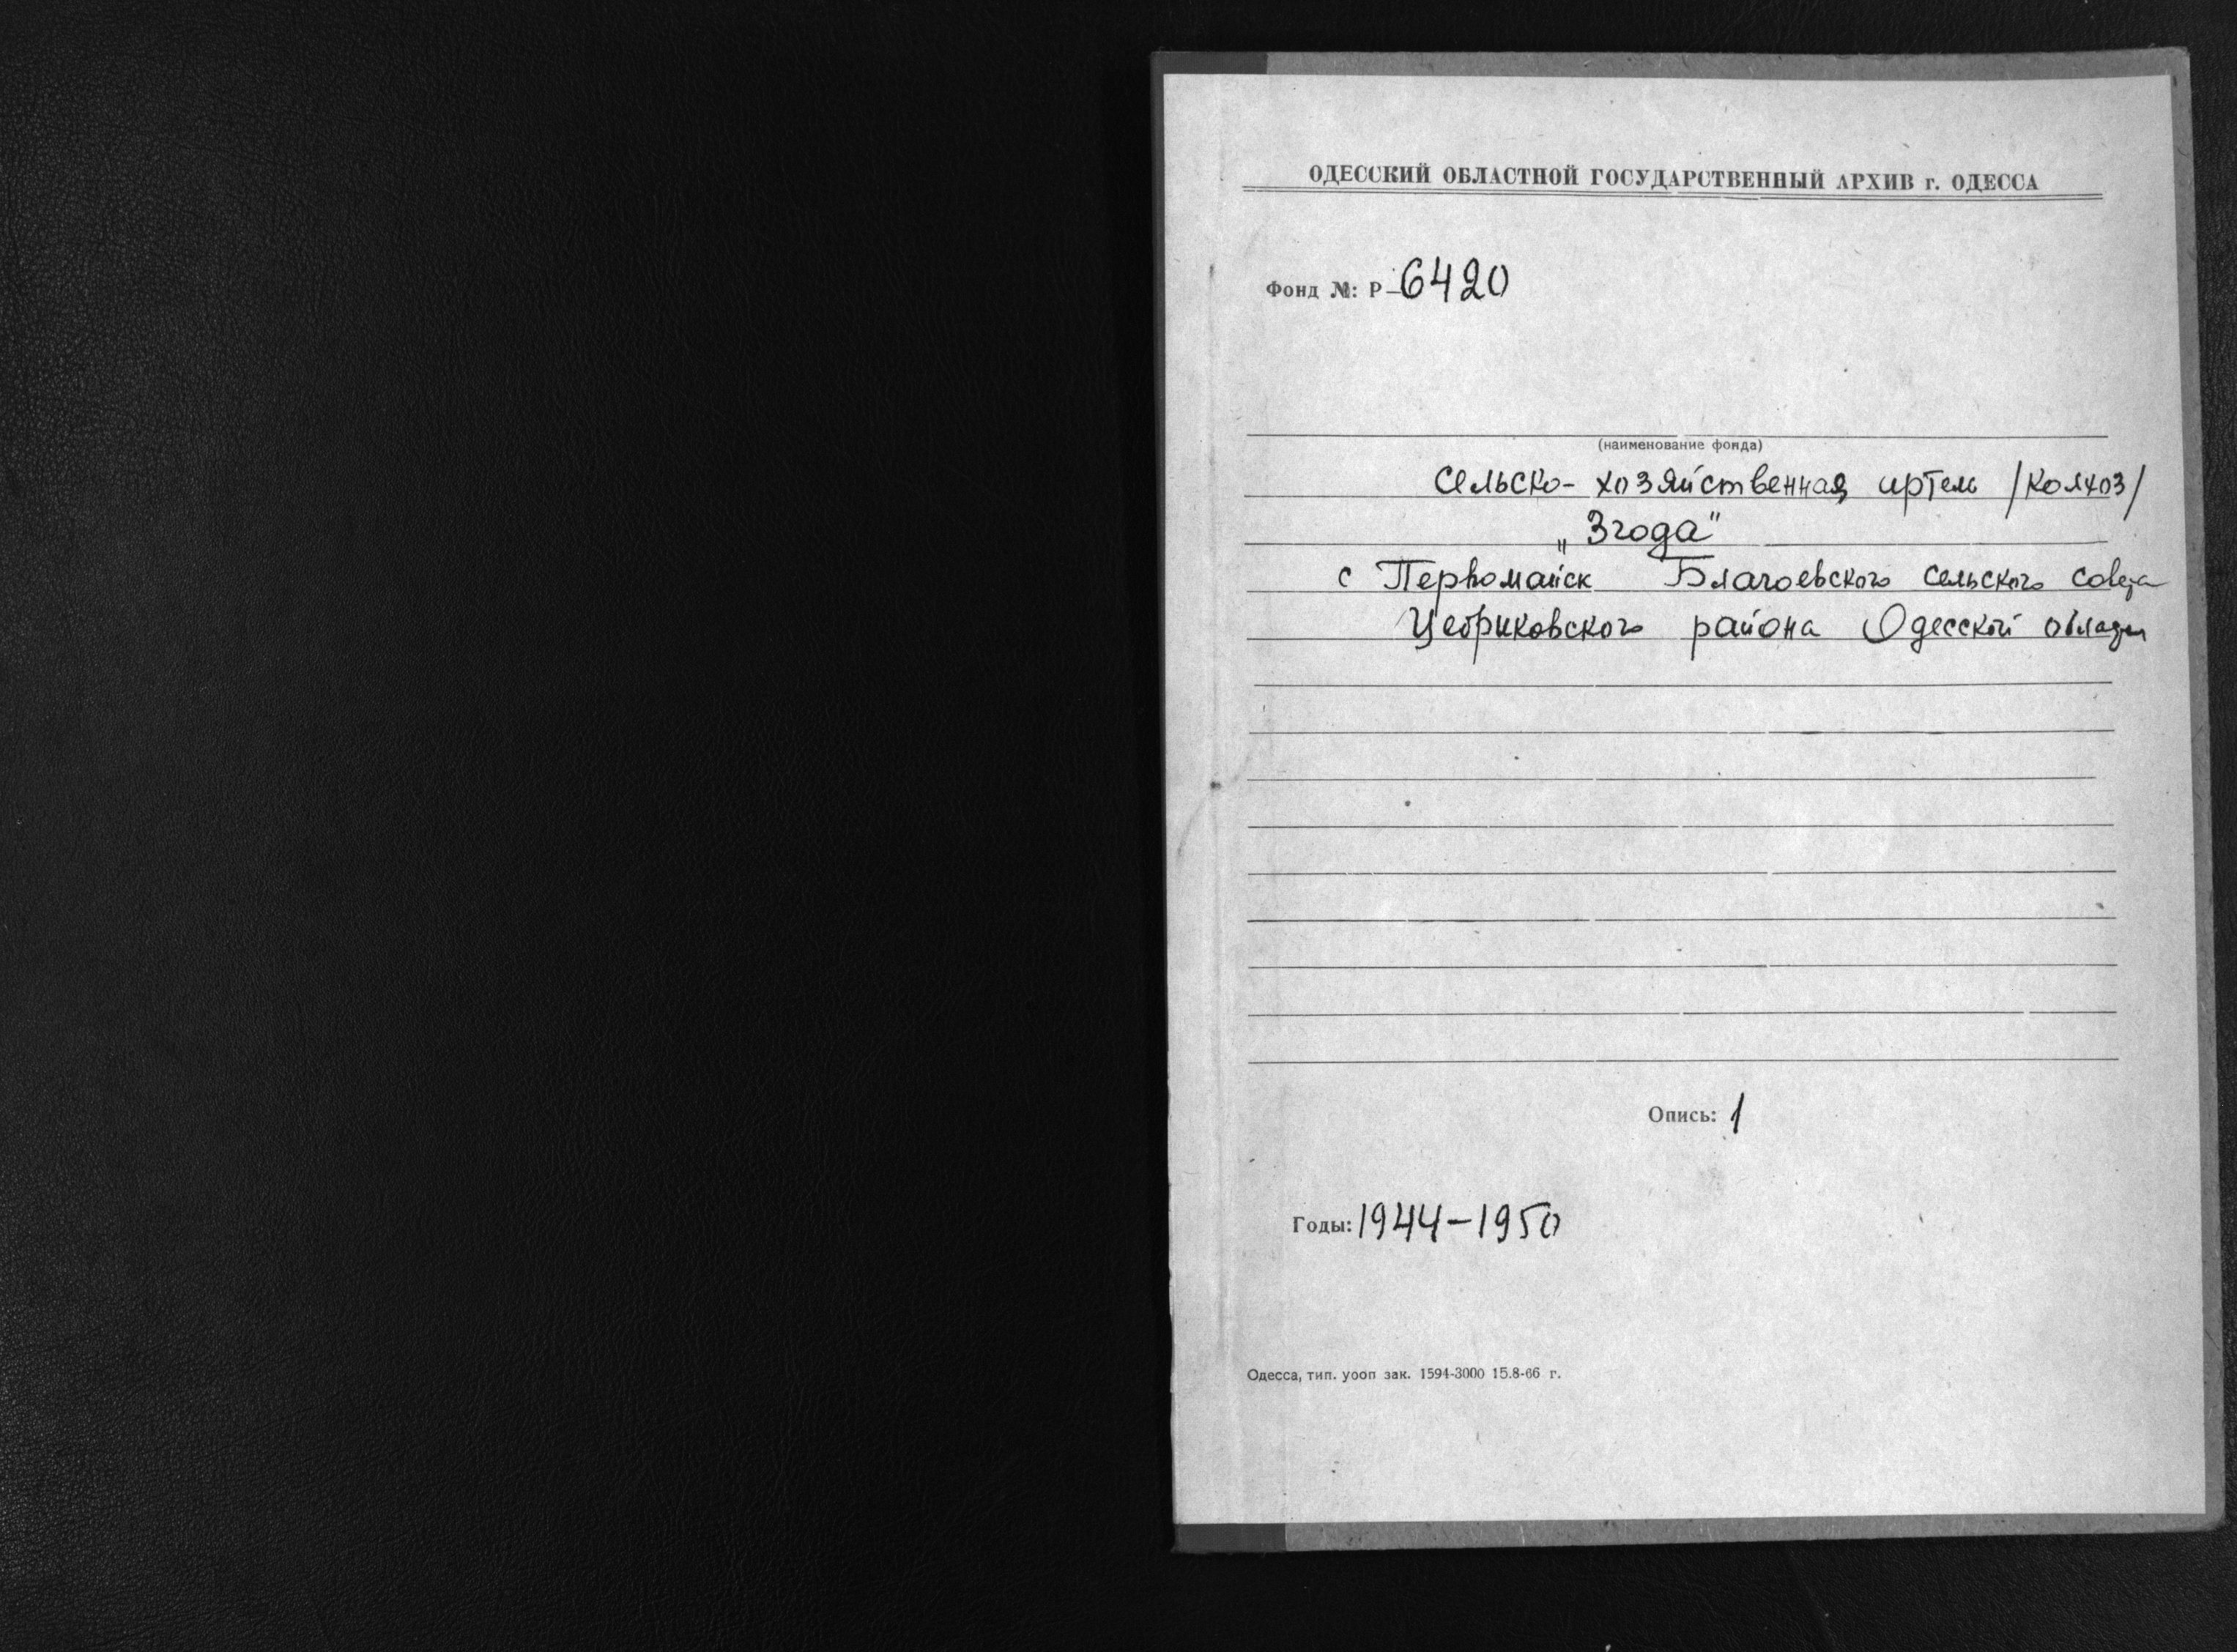 ОДЕССКИЙ ОБЛАСТНОЙ ГОСУДАРСТВЕННЫЙ АРХИВ г. ОДЕССА
Фонд №: Р-6420
(наименование фонда)
Сельско-хозяйственная артель /колхоз/
„Згода"
с Первомайск Благоевского сельского совета
Цебриковского района Одесской области
Опись: 1
Годы: 1944-1950
Одесса, тип. уооп зак. 1594-3000 15.8-66 г.